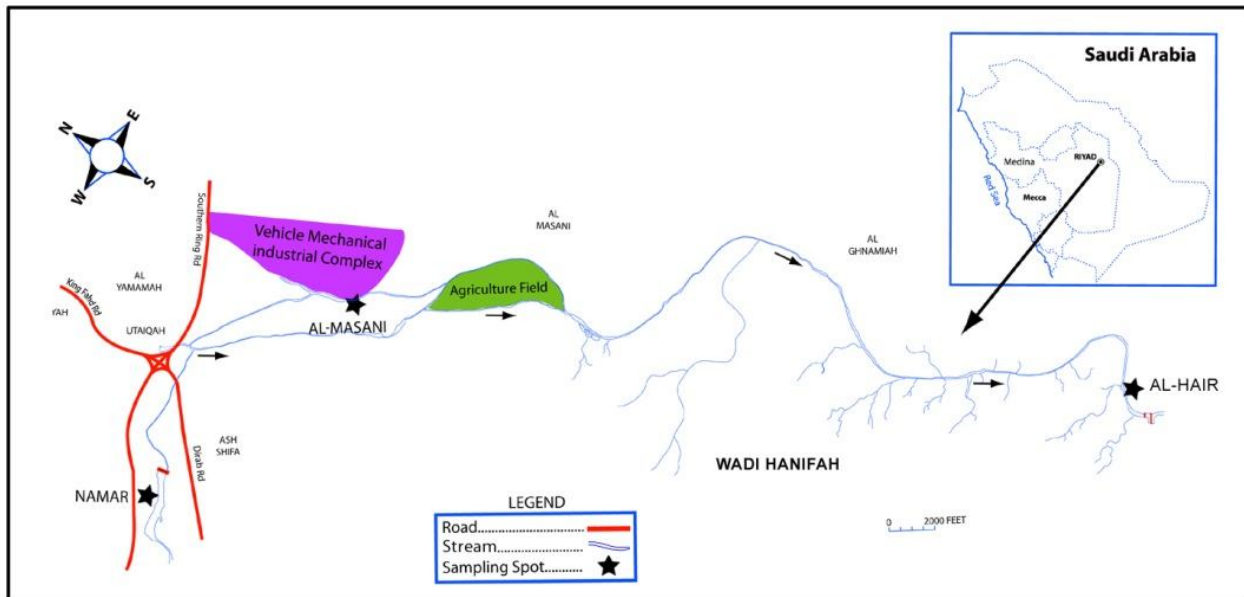 Saudi Arabia
Medina
RIYAD
Mecca
Red Sea
N
E
W
S
Southern Ring Rd
Vehicle Mechanical
industrial Complex
AL
MASANI
AL
GHNAMIAH
AL
YAMAMAH
King Fahd Rd
YAH
UTAIQAH
Agriculture Field
AL-MASANI
AL-HAIR
ASH
SHIFA
Dirab Rd
WADI HANIFAH
NAMAR
LEGEND
Road
Stream
Sampling Spot
0 2000 FEET